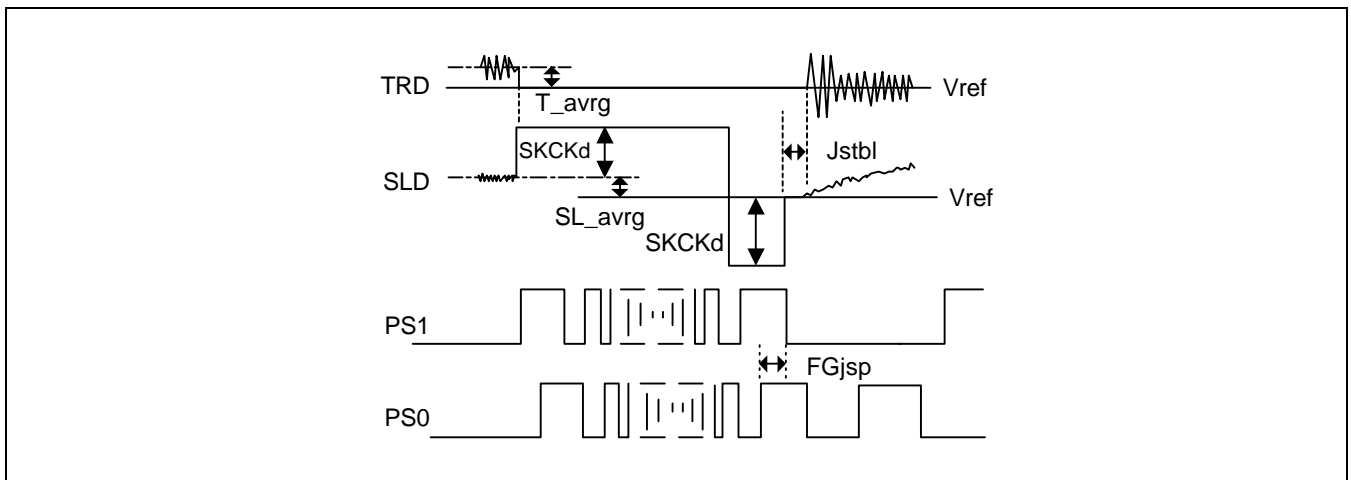 TRD
Vref
T_avrg
SKCKd
Jstbl
SLD
Vref
SL_avrg
SKCKd
PS1
FGjsp
PS0